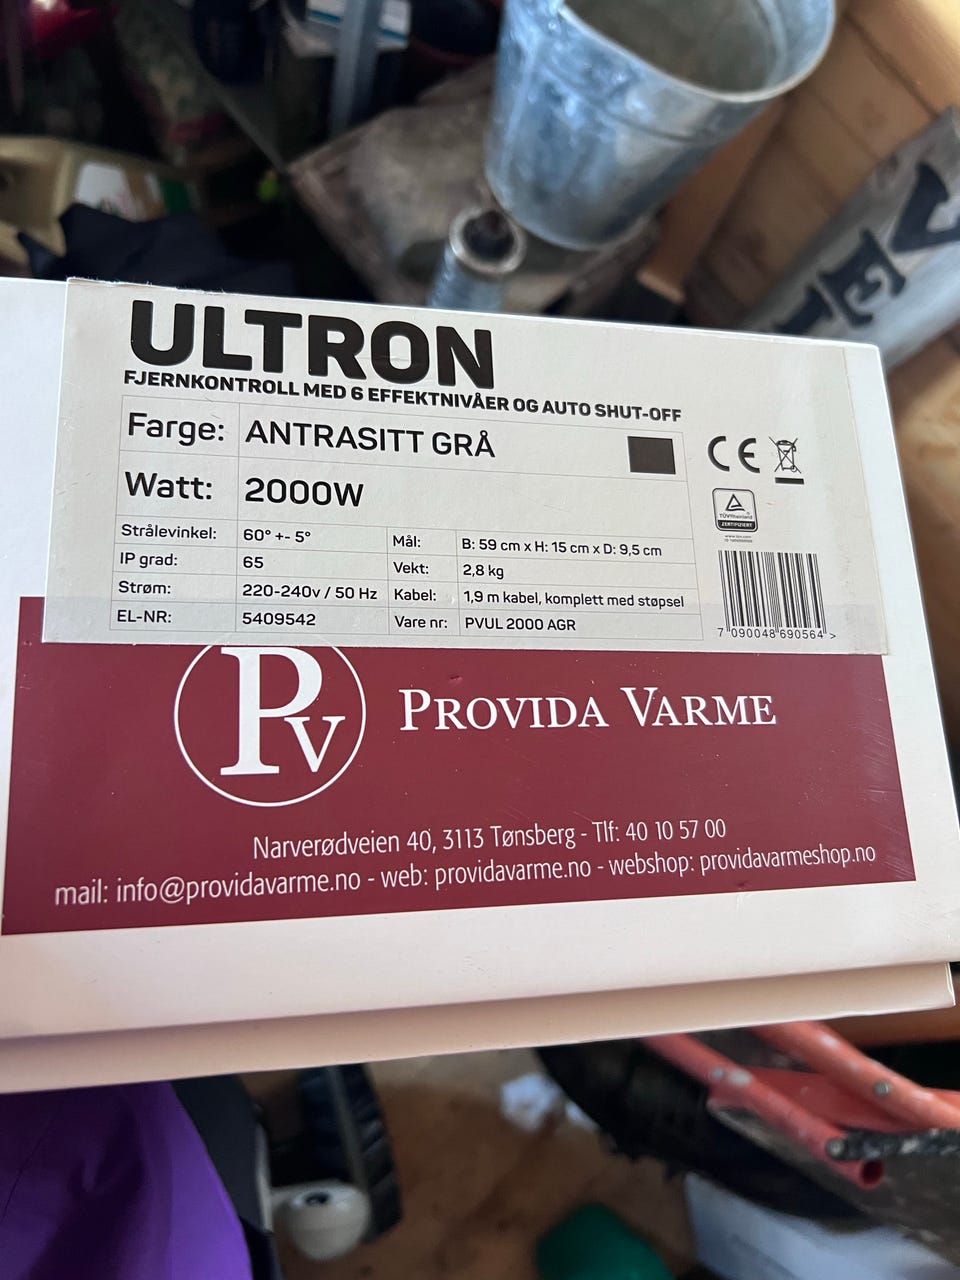 ULTRON
FJERNKONTROLL MED 6 EFFEKTNIVÅER OG AUTO SHUT-OFF
Farge: ANTRASITT GRÅ
Watt: 2000W
Strålevinkel: 60° +- 5° Mål: B: 59 cm x H: 15 cm x D: 9,5 cm
IP grad: 65 Vekt: 2,8 kg
Strøm: 220-240v / 50 Hz Kabel: 1,9 m kabel, komplett med støpsel
EL-NR: 5409542 Vare nr: PVUL 2000 AGR
CE
TÜVRheinland
ZERTIFIZIERT
7 090048 690564 >
PV PROVIDA VARME
Narverødveien 40, 3113 Tønsberg - Tlf: 40 10 57 00
mail: info@providavarme.no - web: providavarme.no - webshop: providavarmeshop.no